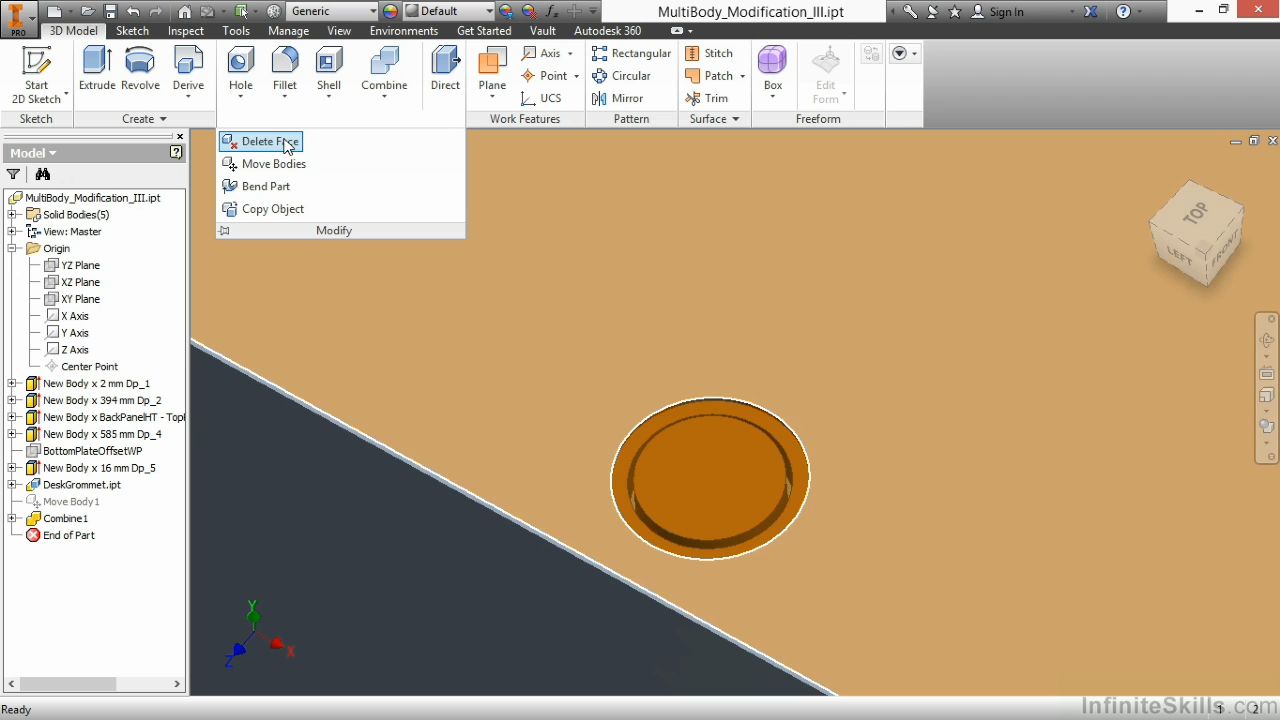 PRO
Generic
Default
MultiBody_Modification_III.ipt
Sign In
3D Model Sketch Inspect Tools Manage View Environments Get Started Vault Autodesk 360
Start
2D Sketch
Extrude Revolve Derive
Hole Fillet Shell Combine Direct
Plane
Axis
Point
UCS
Rectangular
Circular
Mirror
Stitch
Patch
Trim
Box
Edit
Form
Sketch Create Work Features Pattern Surface Freeform
Delete Face
Move Bodies
Bend Part
Copy Object
Modify
Model
MultiBody_Modification_III.ipt
Solid Bodies(5)
View: Master
Origin
YZ Plane
XZ Plane
XY Plane
X Axis
Y Axis
Z Axis
Center Point
New Body x 2 mm Dp_1
New Body x 394 mm Dp_2
New Body x BackPanelHT - Topl
New Body x 585 mm Dp_4
BottomPlateOffsetWP
New Body x 16 mm Dp_5
DeskGrommet.ipt
Move Body1
Combine1
End of Part
TOP
LEFT
FRONT
Y
X
Z
Ready
1 2
InfiniteSkills.com